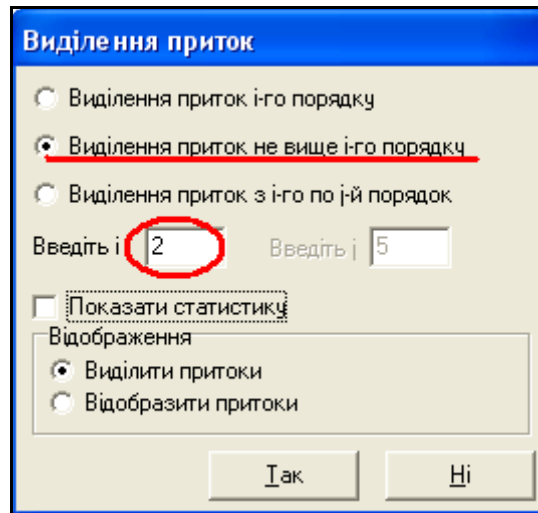 Виділення приток
Виділення приток і-го порядку
Виділення приток не вище і-го порядку
Виділення приток з і-го по j-й порядок
Введіть і 2 Введіть j 5
Показати статистику
Відображення
Виділити притоки
Відобразити притоки
Так Ні